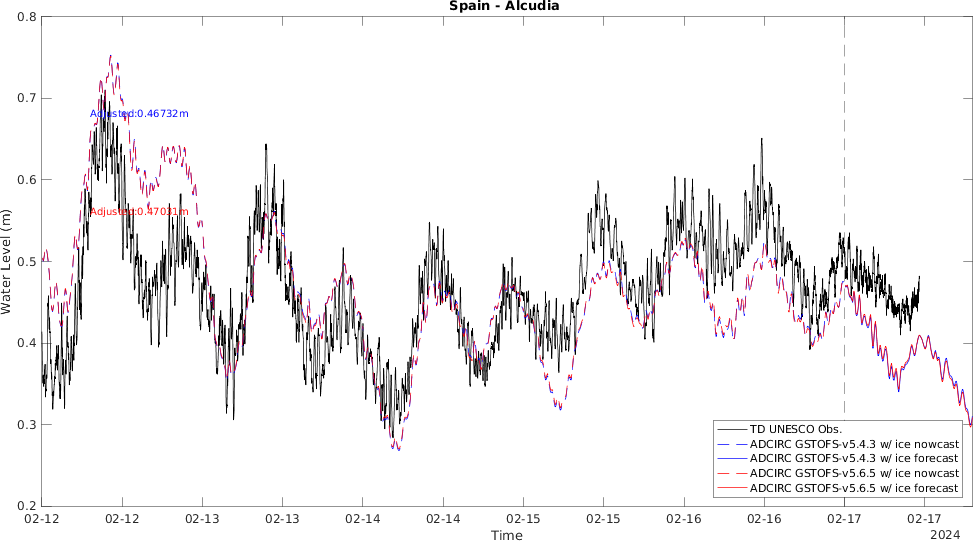 Spain - Alcudia
0.8
0.7
0.6
0.5
0.4
0.3
0.2
Water Level (m)
Adjusted:0.46732m
Adjusted:0.47031m
TD UNESCO Obs.
ADCIRC GSTOFS-v5.4.3 w/ ice nowcast
ADCIRC GSTOFS-v5.4.3 w/ ice forecast
ADCIRC GSTOFS-v5.6.5 w/ ice nowcast
ADCIRC GSTOFS-v5.6.5 w/ ice forecast
02-12 02-12 02-13 02-13 02-14 02-14 02-15 02-15 02-16 02-16 02-17 02-17
2024
Time